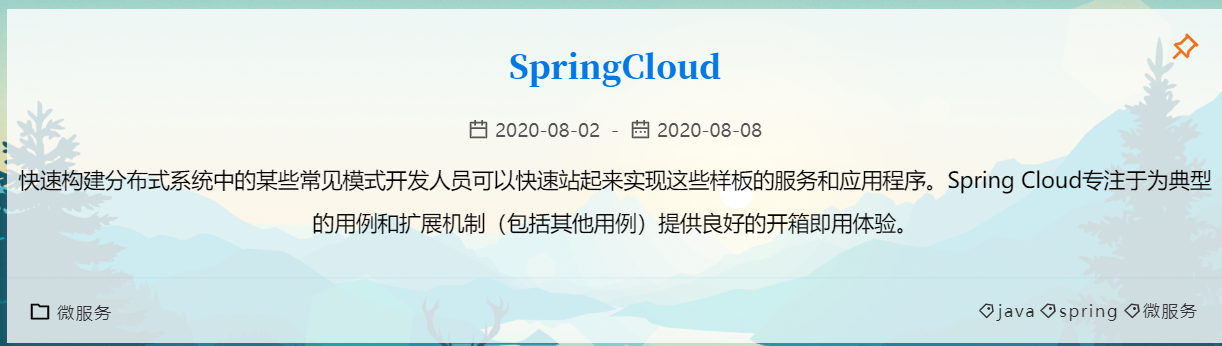 SpringCloud
2020-08-02 - 2020-08-08
快速构建分布式系统中的某些常见模式开发人员可以快速站起来实现这些样板的服务和应用程序。Spring Cloud专注于为典型
的用例和扩展机制（包括其他用例）提供良好的开箱即用体验。
微服务 java spring 微服务